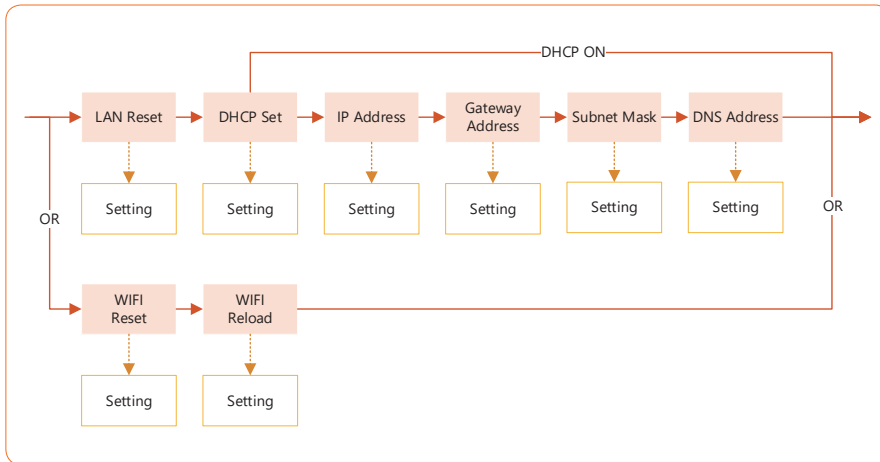 DHCP ON
LAN Reset
DHCP Set
IP Address
Gateway
Address
Subnet Mask
DNS Address
Setting
Setting
Setting
Setting
Setting
Setting
OR
OR
WIFI
Reset
WIFI
Reload
Setting
Setting